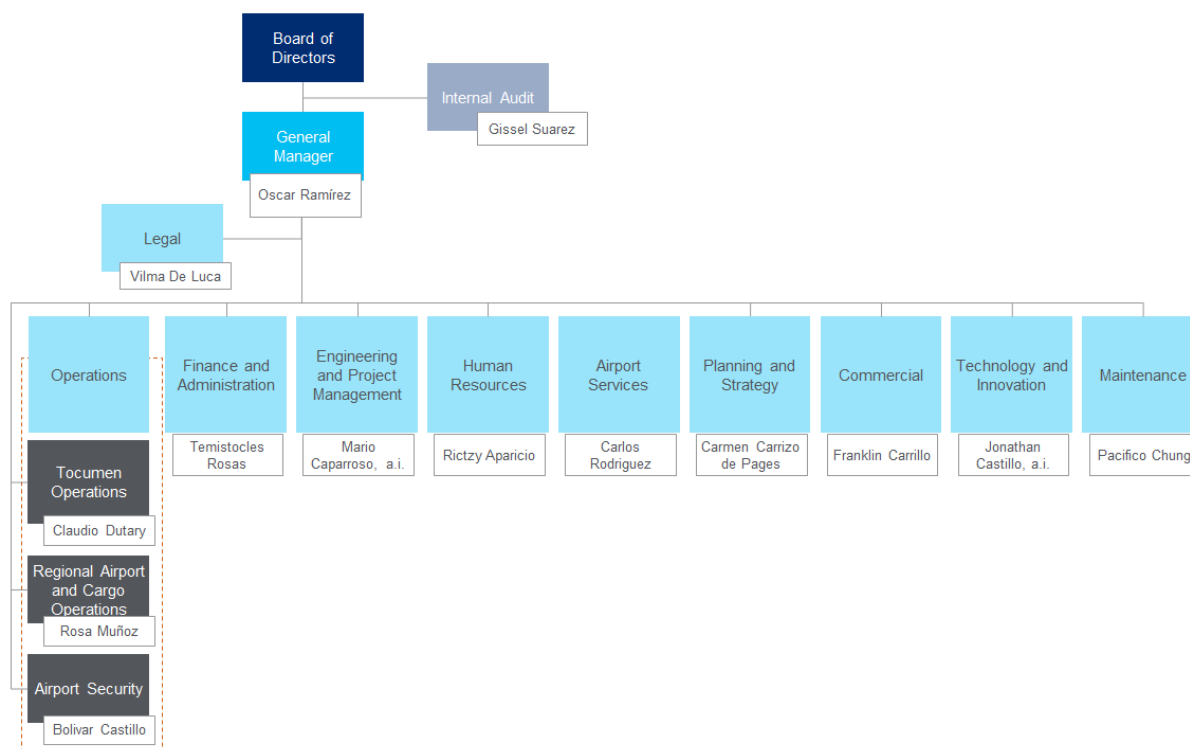 Board of
Directors
Internal Audit
Gissel Suarez
General
Manager
Oscar Ramírez
Legal
Vilma De Luca
Operations
Finance and
Administration
Engineering
and Project
Management
Human
Resources
Airport
Services
Planning and
Strategy
Commercial
Technology and
Innovation
Maintenance
Temistocles
Rosas
Mario
Caparroso, a.i.
Rictzy Aparicio
Carlos
Rodriguez
Carmen Carrizo
de Pages
Franklin Carrillo
Jonathan
Castillo, a.i.
Pacifico Chung
Tocumen
Operations
Claudio Dutary
Regional Airport
and Cargo
Operations
Rosa Muñoz
Airport Security
Bolivar Castillo